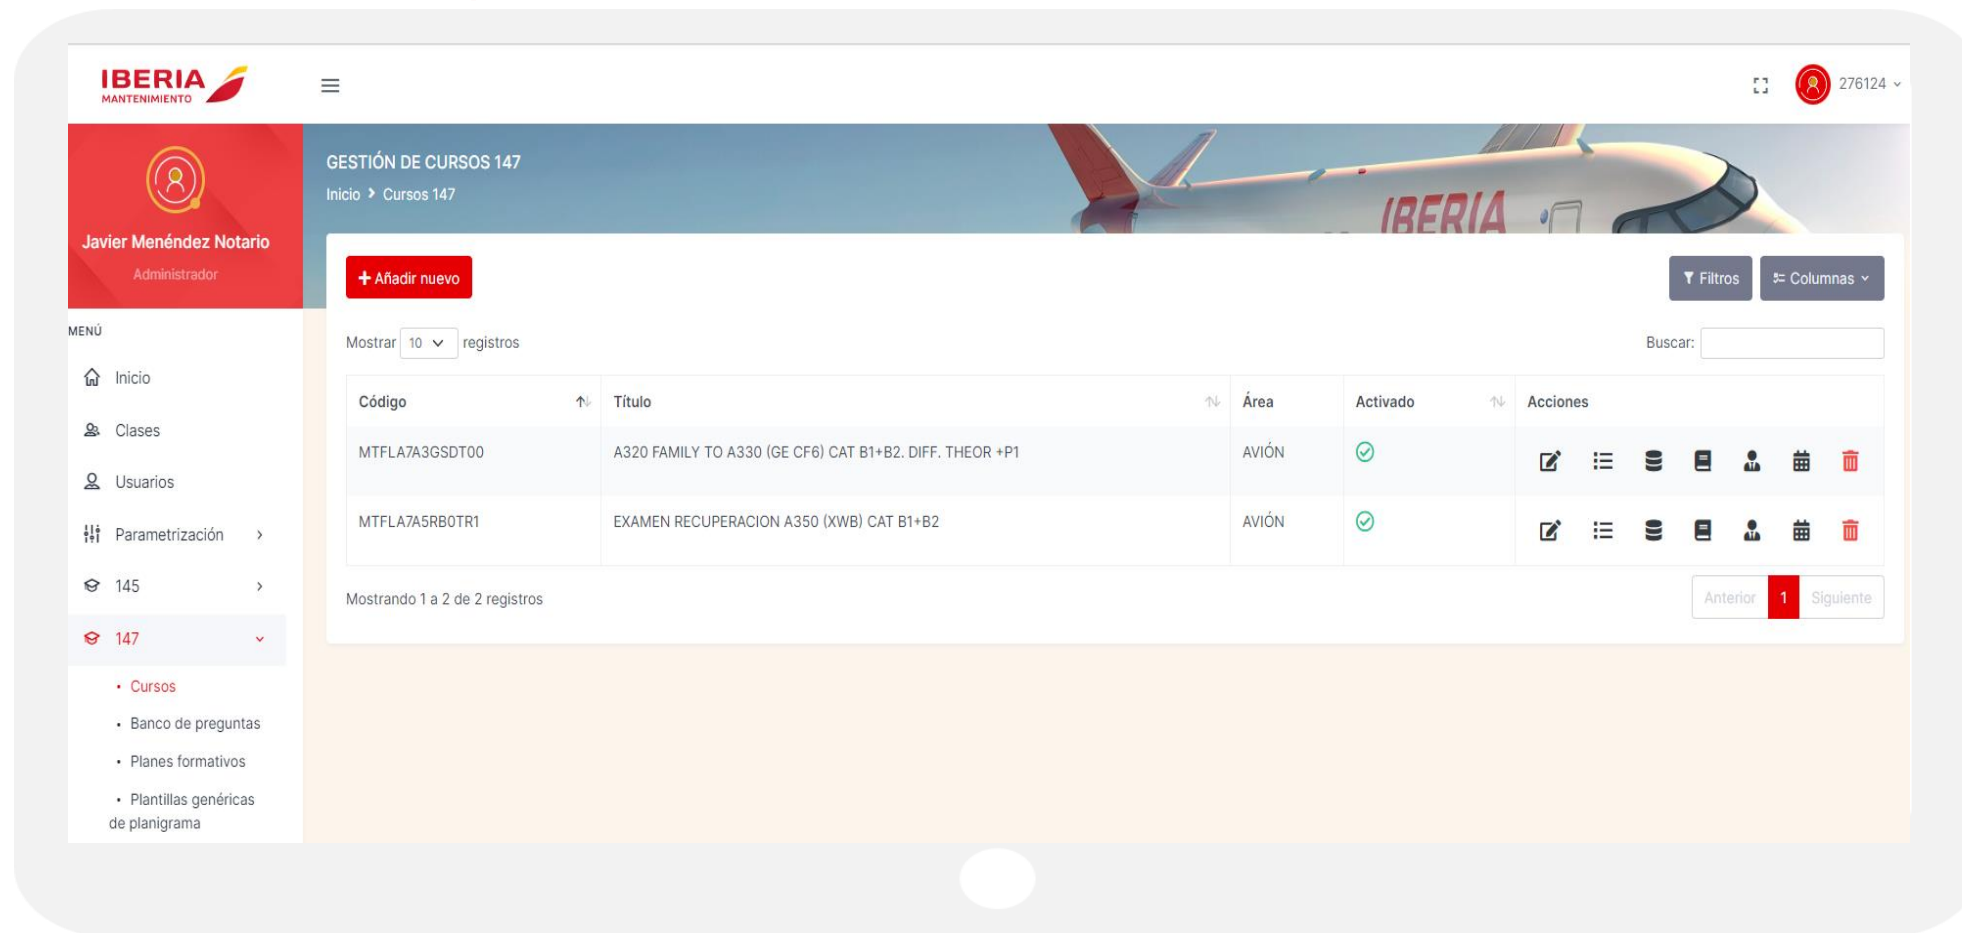 IBERIA
MANTENIMIENTO
276124
Javier Menéndez Notario
Administrador
MENÚ
Inicio
Clases
Usuarios
Parametrización
145
147
• Cursos
• Banco de preguntas
• Planes formativos
• Plantillas genéricas
de planigrama
GESTIÓN DE CURSOS 147
Inicio > Cursos 147
IBERIA
+ Añadir nuevo
Filtros
Columnas
Mostrar 10 registros
Buscar:
Código Título Área Activado Acciones
MTFLA7A3GSDT00 A320 FAMILY TO A330 (GE CF6) CAT B1+B2. DIFF. THEOR +P1 AVIÓN
MTFLA7A5RB0TR1 EXAMEN RECUPERACION A350 (XWB) CAT B1+B2 AVIÓN
Mostrando 1 a 2 de 2 registros
Anterior 1 Siguiente